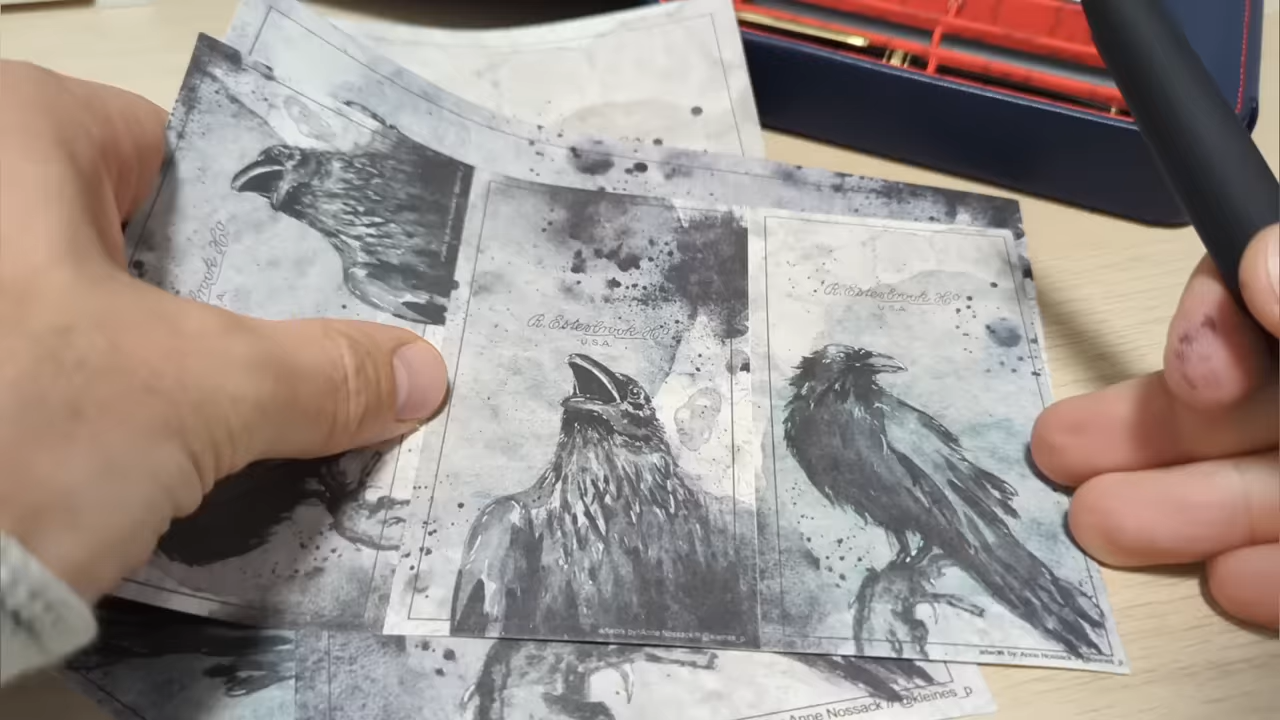 R. Esterbrook & Co
U.S.A.
R. Esterbrook & Co
U.S.A.
artwork by: Anne Nossack // @kleines_p
artwork by: Anne Nossack // @kleines_p
Anne Nossack // @kleines_p